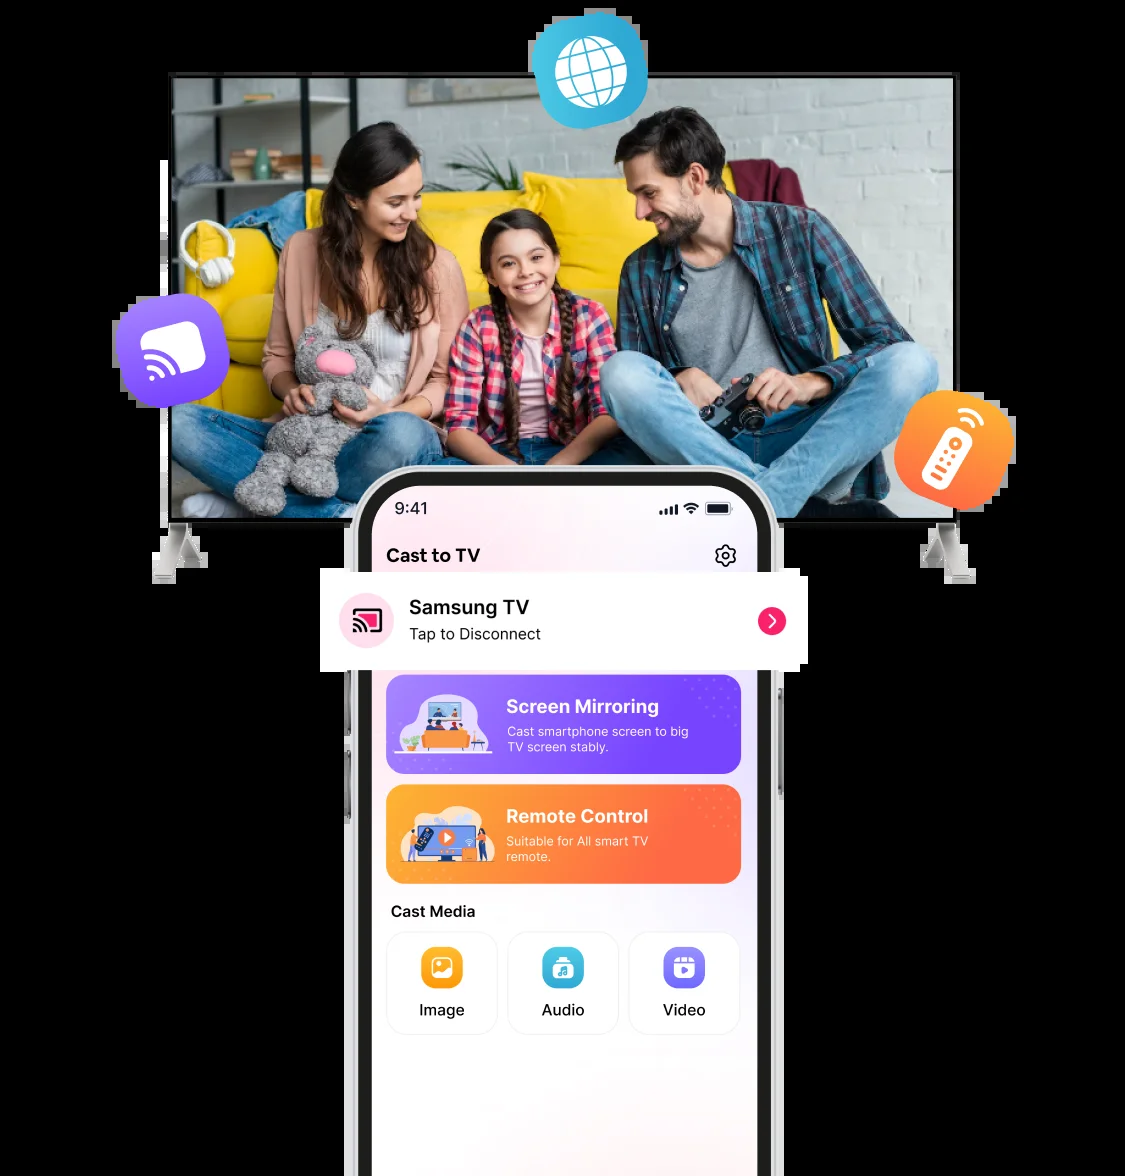 9:41
Cast to TV
Samsung TV
Tap to Disconnect
Screen Mirroring
Cast smartphone screen to big
TV screen stably.
Remote Control
Suitable for All smart TV
remote.
Cast Media
Image
Audio
Video